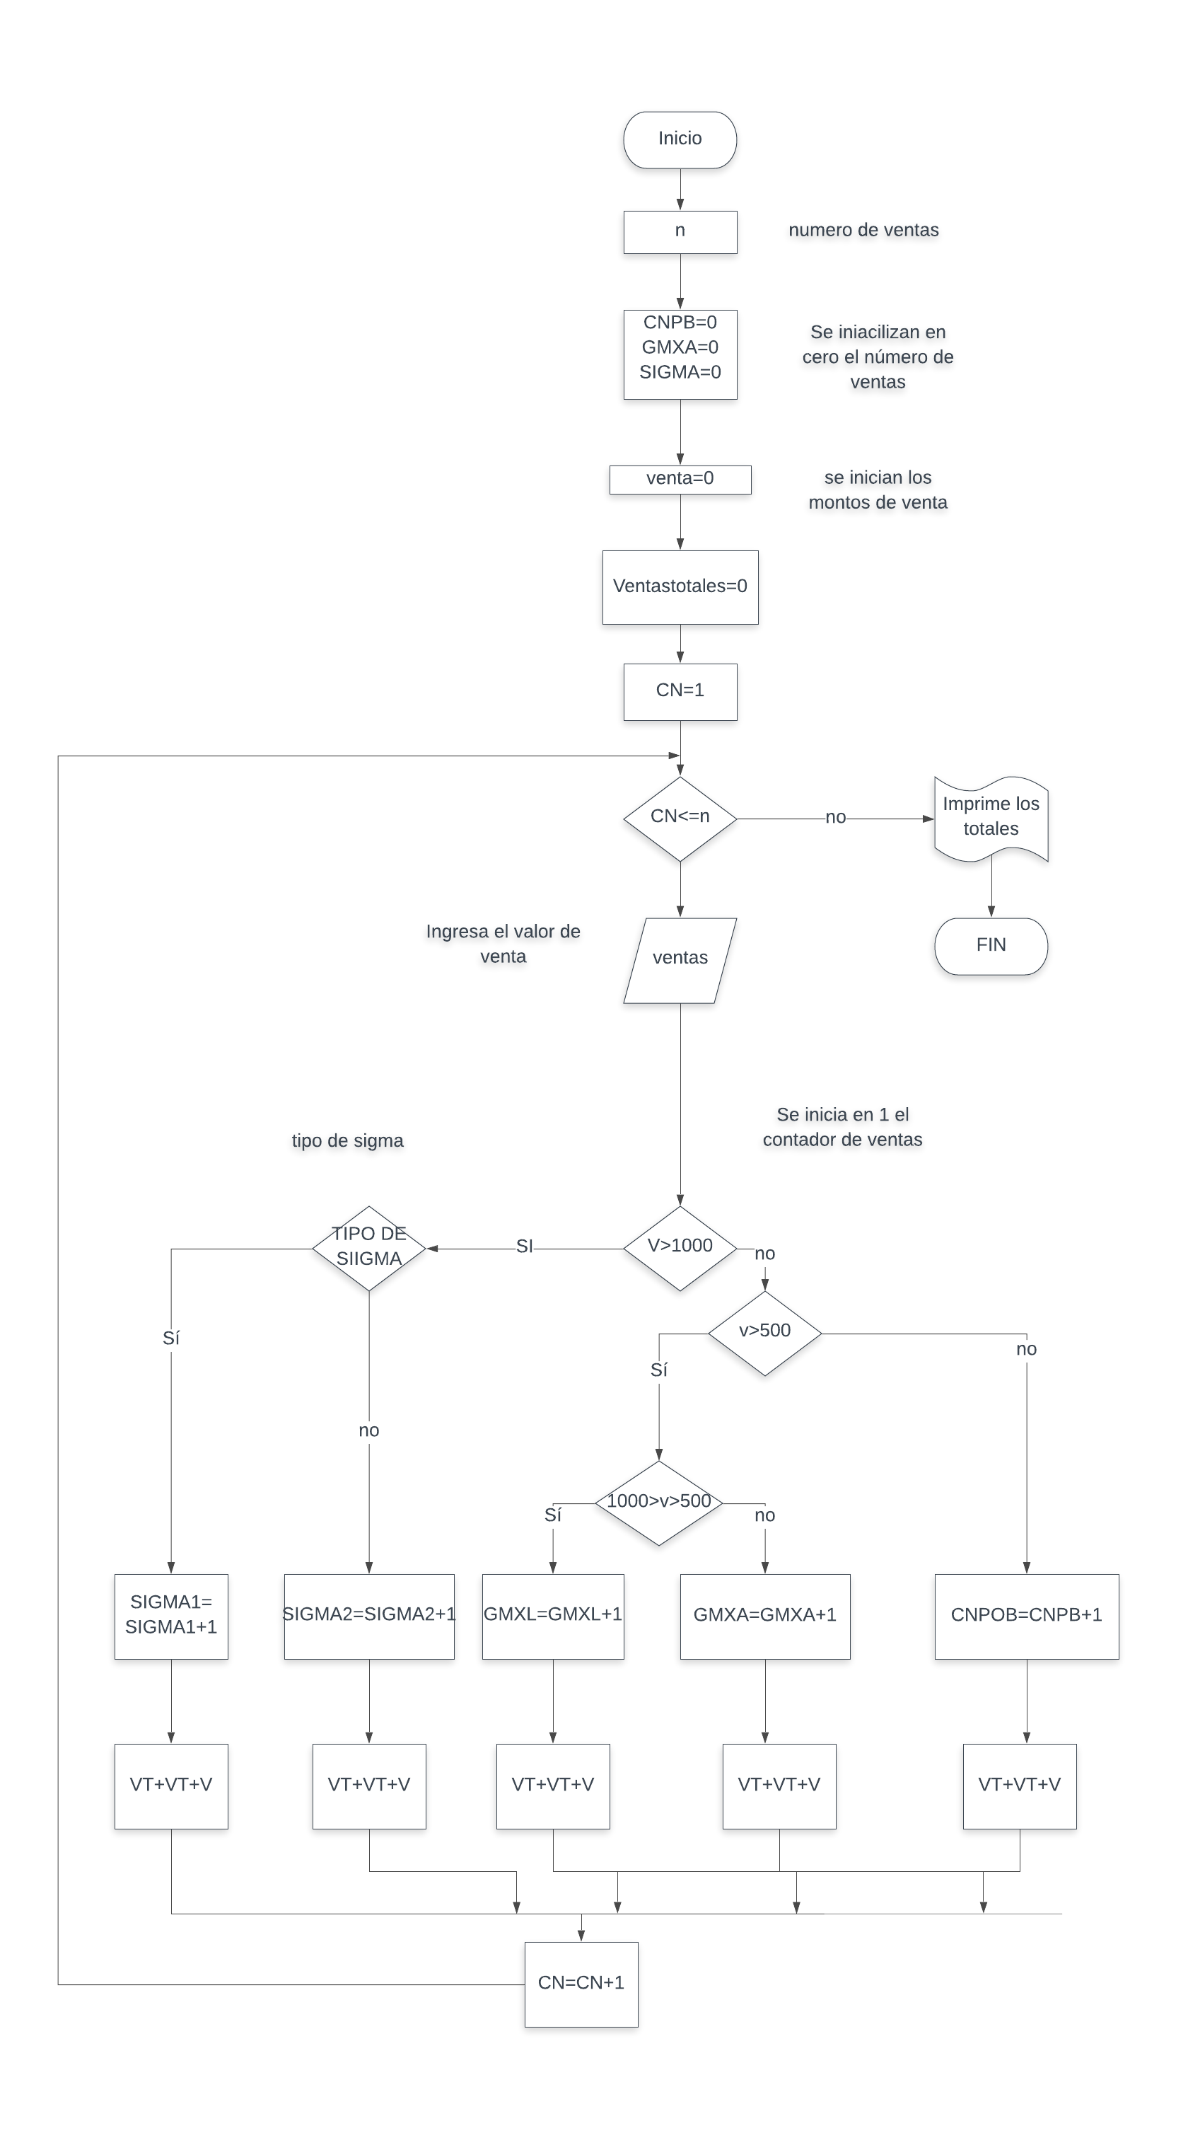 Inicio
n
numero de ventas
CNPB=0
GMXA=0
SIGMA=0
Se iniacilizan en
cero el número de
ventas
venta=0
se inician los
montos de venta
Ventastotales=0
CN=1
CN<=n
no
Imprime los
totales
Ingresa el valor de
venta
ventas
FIN
Se inicia en 1 el
contador de ventas
tipo de sigma
TIPO DE
SIIGMA
SI
V>1000
no
Sí
v>500
Sí
no
no
1000>v>500
Sí
no
SIGMA1=
SIGMA1+1
SIGMA2=SIGMA2+1
GMXL=GMXL+1
GMXA=GMXA+1
CNPOB=CNPB+1
VT+VT+V
VT+VT+V
VT+VT+V
VT+VT+V
VT+VT+V
CN=CN+1